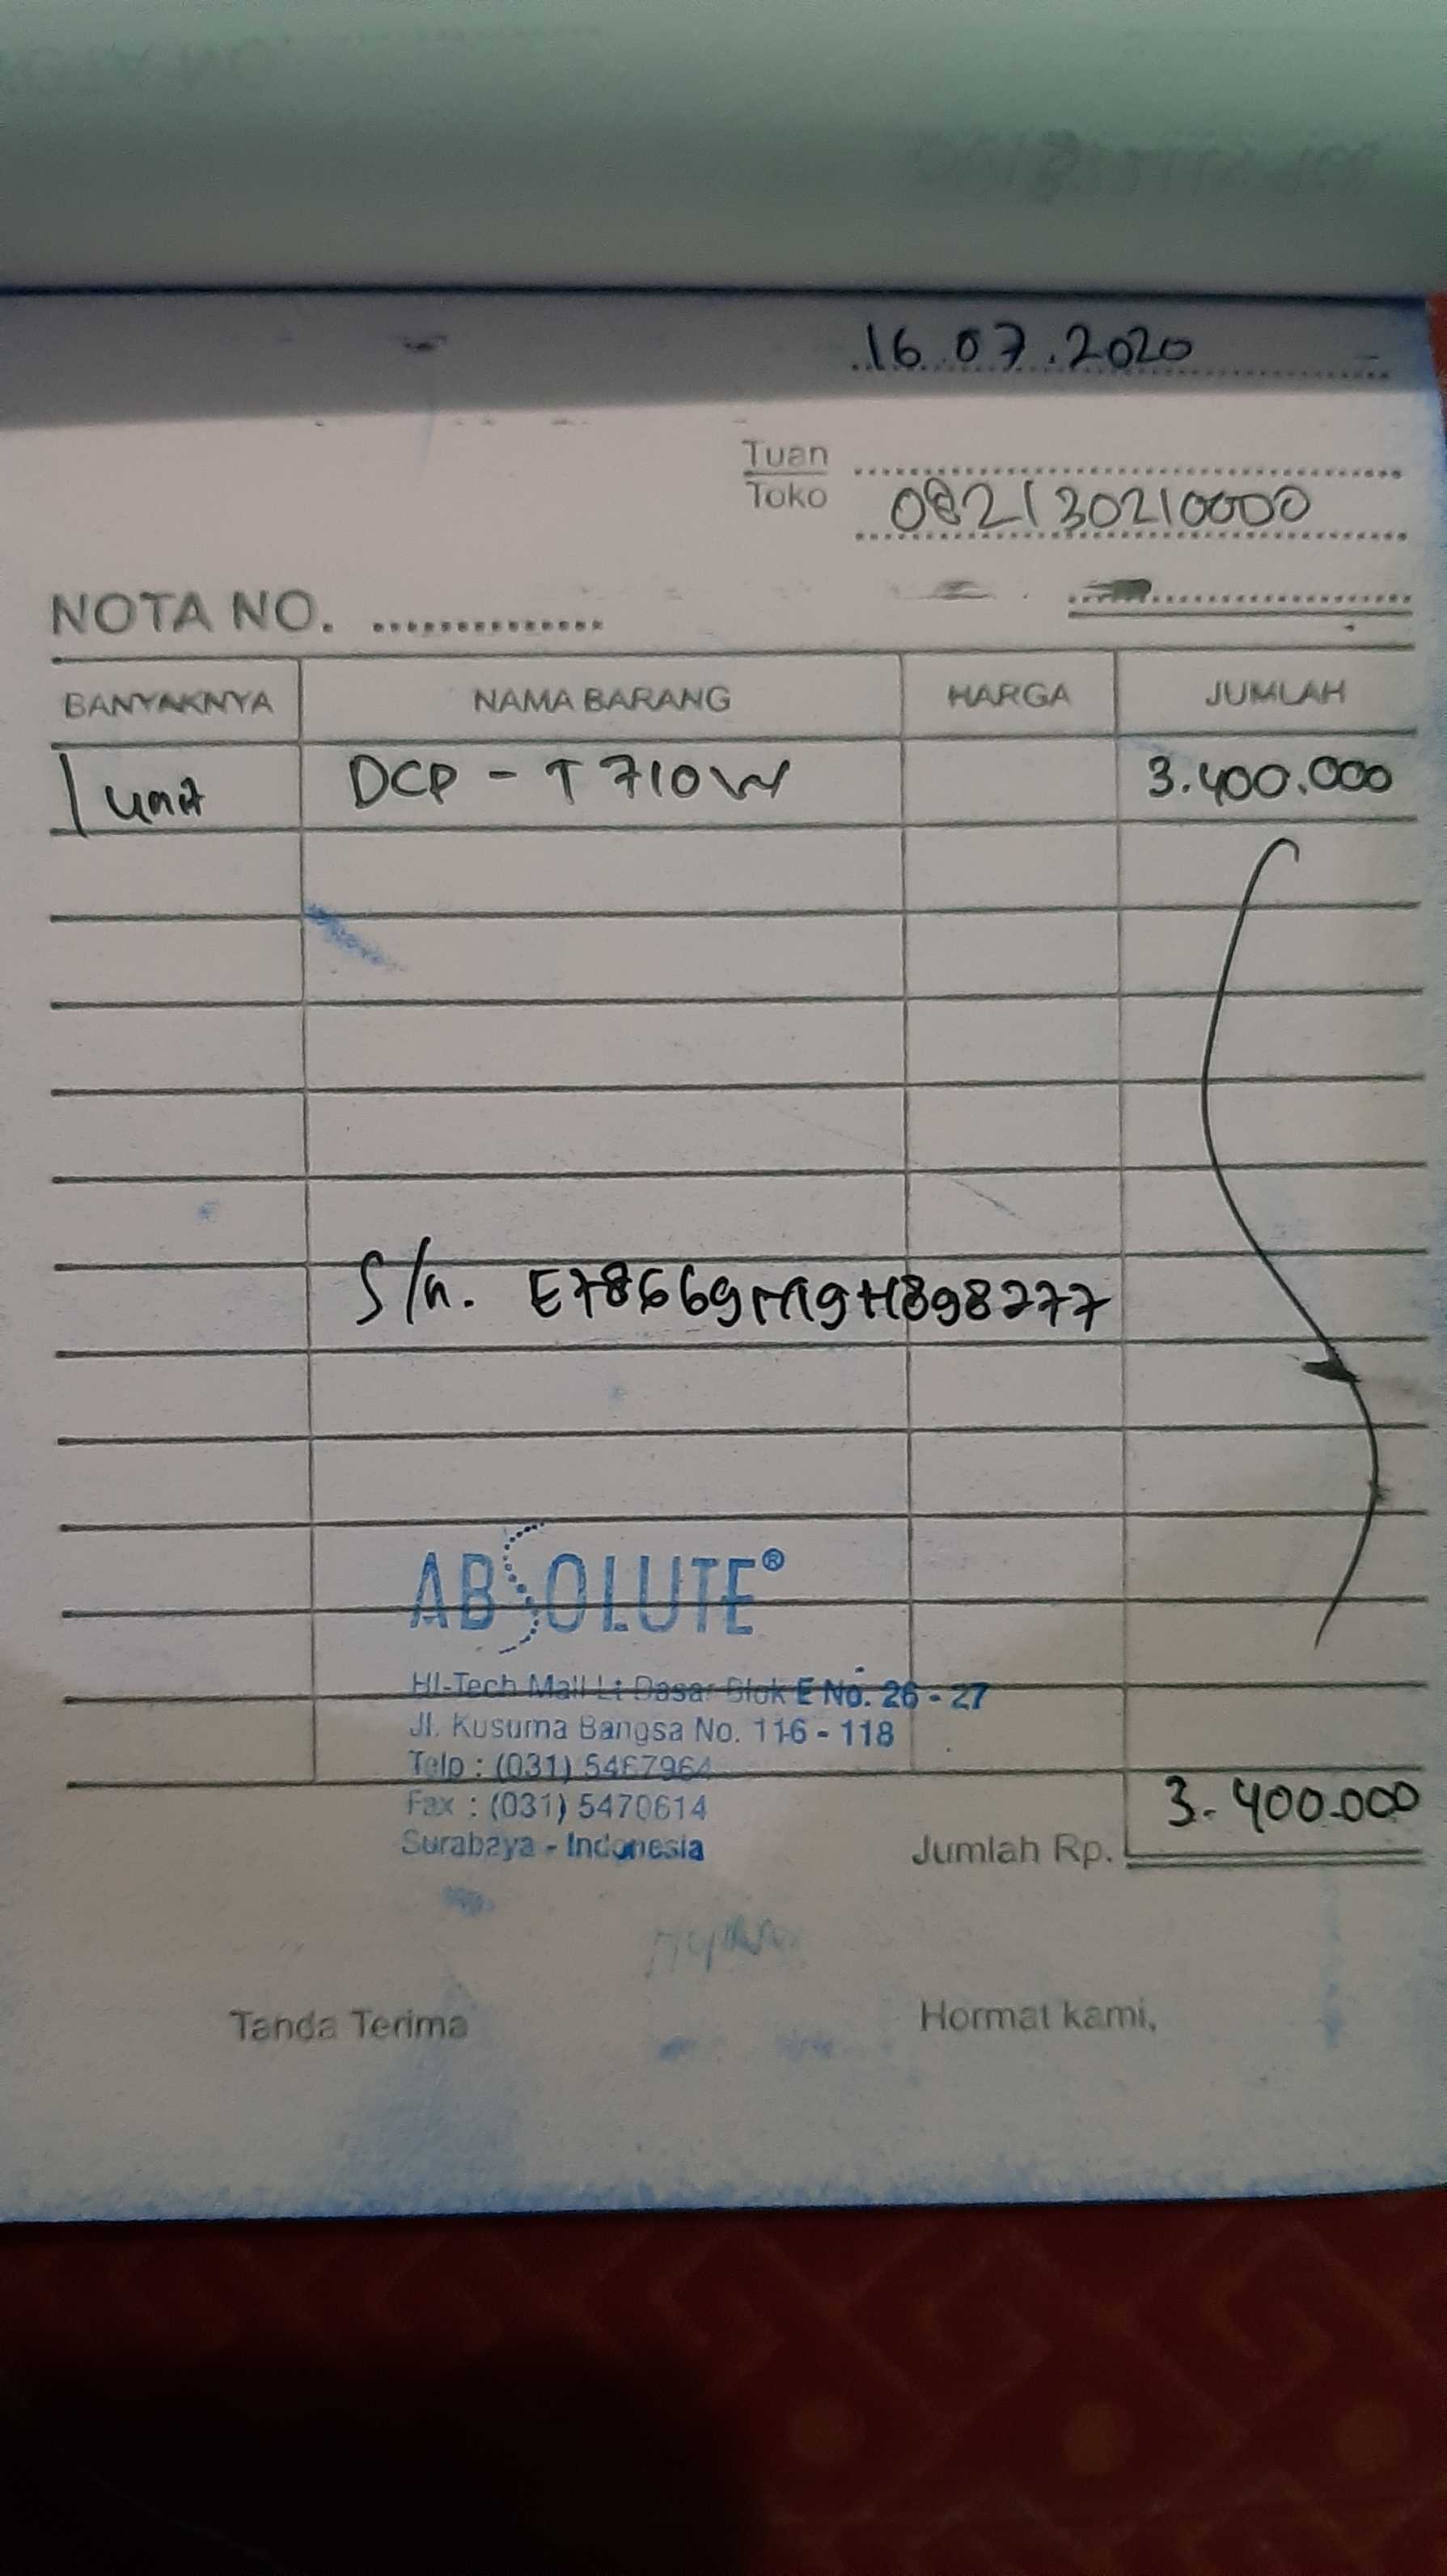 16.07.2020
Tuan
Toko 082130210000
NOTA NO. ..............
BANYAKNYA NAMA BARANG HARGA JUMLAH
1 unit DCP - T710W 3.400.000
S/n. E78669M9H898277
ABSOLUTE®
HI-Tech Mall Lt Dasar Blok E No. 26 - 27
Jl. Kusuma Bangsa No. 116 - 118
Telp : (031) 5467964
Fax : (031) 5470614
Surabaya - Indonesia
Jumlah Rp. 3.400.000
Tanda Terima Hormat kami,